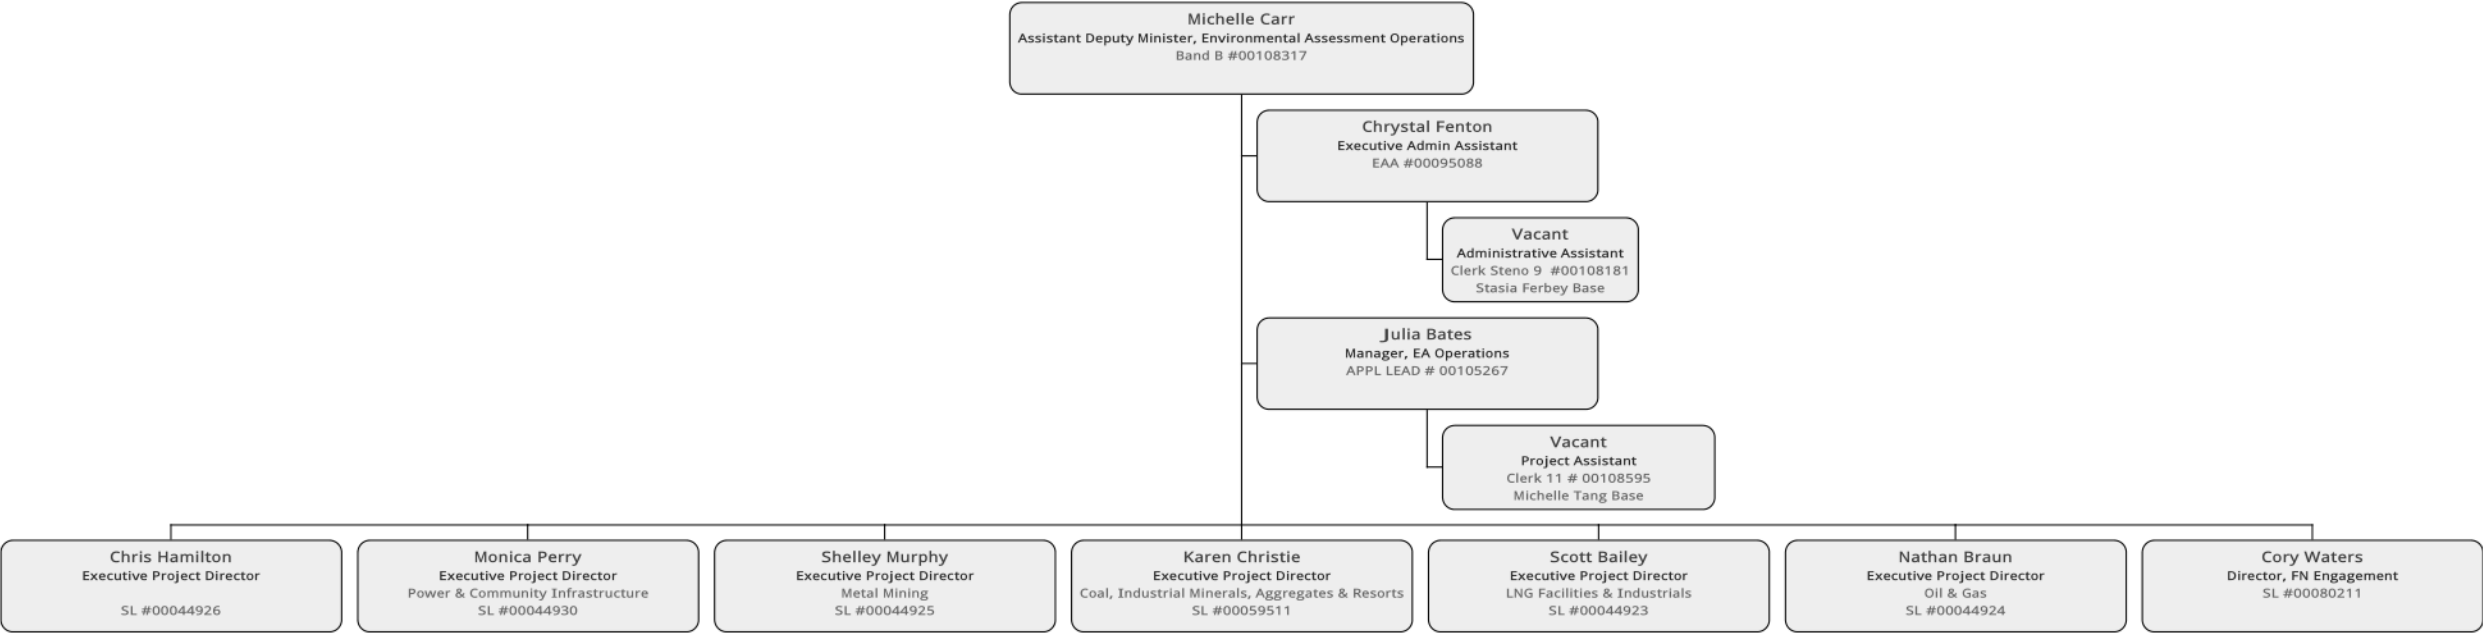 Michelle Carr
Assistant Deputy Minister, Environmental Assessment Operations
Band B #00108317
Chrystal Fenton
Executive Admin Assistant
EAA #00095088
Vacant
Administrative Assistant
Clerk Steno 9  #00108181
Stasia Ferbey Base
Julia Bates
Manager, EA Operations
APPL LEAD # 00105267
Vacant
Project Assistant
Clerk 11 # 00108595
Michelle Tang Base
Chris Hamilton
Executive Project Director
SL #00044926
Monica Perry
Executive Project Director
Power & Community Infrastructure
SL #00044930
Shelley Murphy
Executive Project Director
Metal Mining
SL #00044925
Karen Christie
Executive Project Director
Coal, Industrial Minerals, Aggregates & Resorts
SL #00059511
Scott Bailey
Executive Project Director
LNG Facilities & Industrials
SL #00044923
Nathan Braun
Executive Project Director
Oil & Gas
SL #00044924
Cory Waters
Director, FN Engagement
SL #00080211